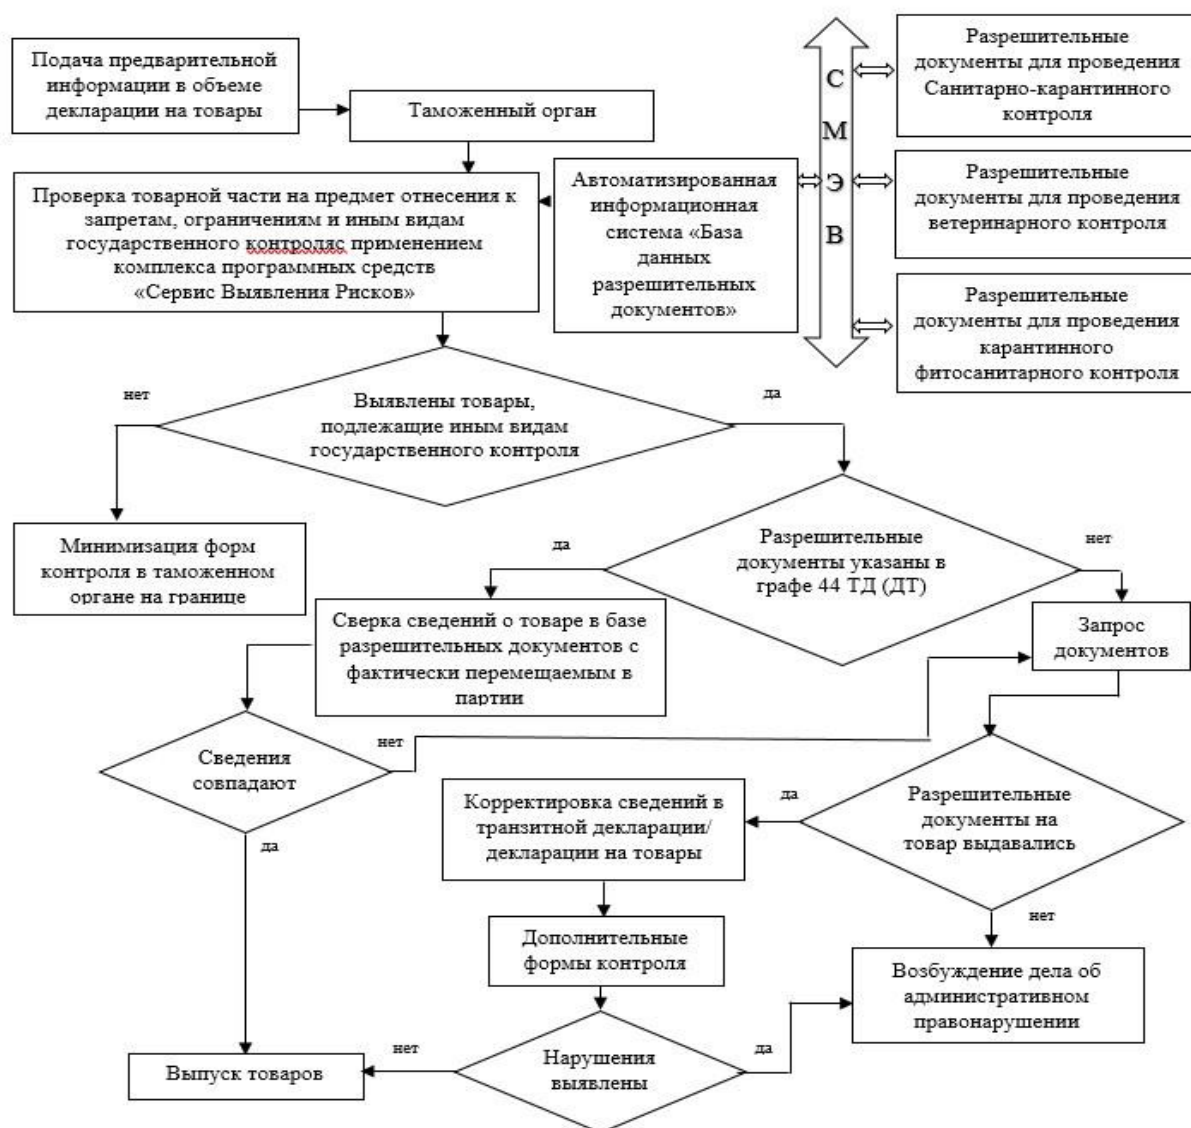 Подача предварительной
информации в объеме
декларации на товары
Таможенный орган
С
М
Э
В
Разрешительные
документы для проведения
Санитарно-карантинного
контроля
Проверка товарной части на предмет отнесения к
запретам, ограничениям и иным видам
государственного контроляс применением
комплекса программных средств
«Сервис Выявления Рисков»
Автоматизированная
информационная
система «База
данных
разрешительных
документов»
Разрешительные
документы для проведения
ветеринарного контроля
Разрешительные
документы для проведения
карантинного
фитосанитарного контроля
нет
Выявлены товары,
подлежащие иным видам
государственного контроля
да
Минимизация форм
контроля в таможенном
органе на границе
да
Разрешительные
документы указаны в
графе 44 ТД (ДТ)
нет
Сверка сведений о товаре в базе
разрешительных документов с
фактически перемещаемым в
партии
Запрос
документов
Сведения
совпадают
нет
да
Корректировка сведений в
транзитной декларации/
декларации на товары
да
Разрешительные
документы на
товар выдавались
нет
Дополнительные
формы контроля
Возбуждение дела об
административном
правонарушении
Выпуск товаров
нет
Нарушения
выявлены
да